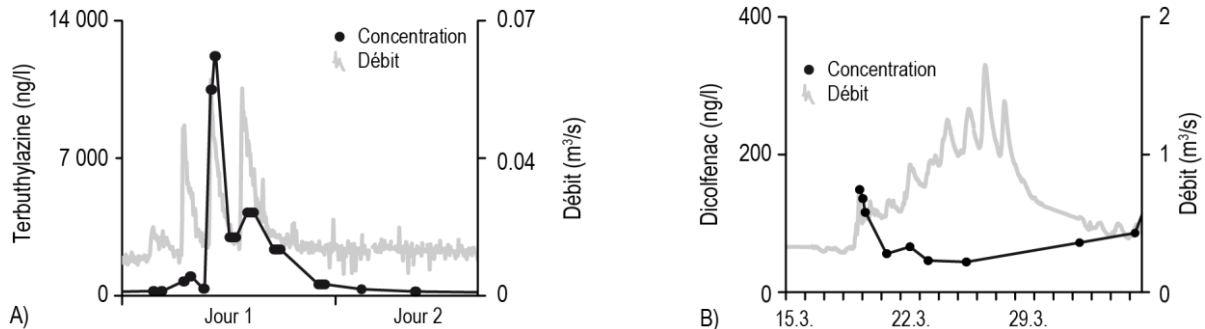 14 000
0.07
Concentration
Débit
Terbuthylazine (ng/l)
7 000
0.04
Débit (m³/s)
0
0
A)
Jour 1
Jour 2
400
2
Concentration
Débit
Dicolfenac (ng/l)
200
1
Débit (m³/s)
0
0
B)
15.3.
22.3.
29.3.